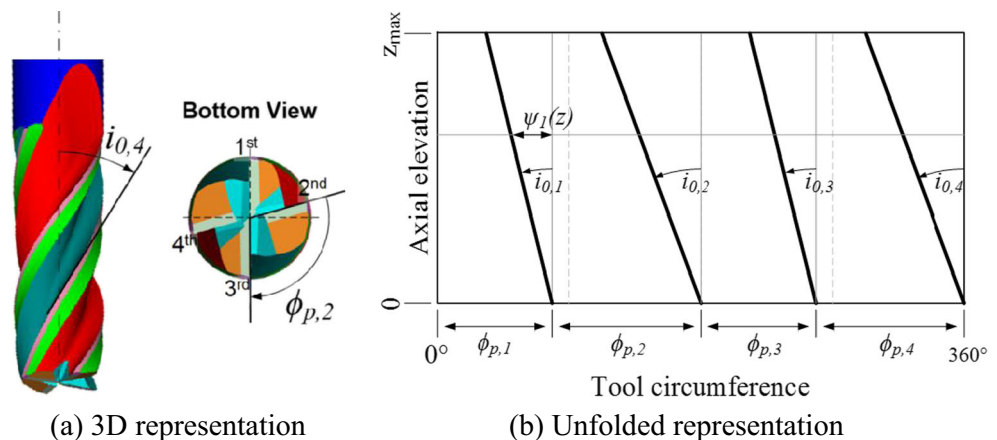 i0,4
Bottom View
1st
2nd
4th
3rd
ϕp,2
(a) 3D representation
zmax
Axial elevation
0
ψ1(z)
i0,1
i0,2
i0,3
i0,4
ϕp,1
ϕp,2
ϕp,3
ϕp,4
0°
360°
Tool circumference
(b) Unfolded representation